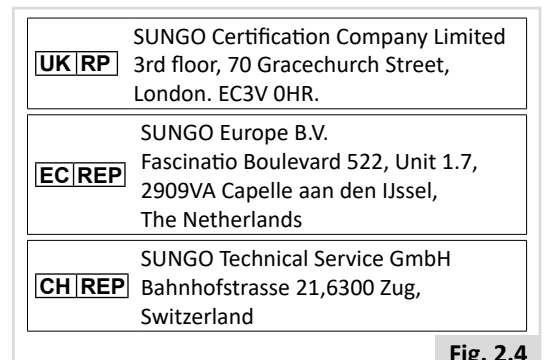 SUNGO Certification Company Limited
UK RP 3rd floor, 70 Gracechurch Street,
London. EC3V 0HR.
SUNGO Europe B.V.
Fascinatio Boulevard 522, Unit 1.7,
EC REP 2909VA Capelle aan den IJssel,
The Netherlands
SUNGO Technical Service GmbH
CH REP Bahnhofstrasse 21,6300 Zug,
Switzerland
Fig. 2.4